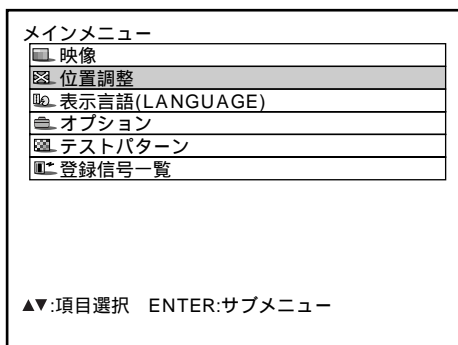 メインメニュー
映像
位置調整
表示言語(LANGUAGE)
オプション
テストパターン
登録信号一覧
▲▼:項目選択 ENTER:サブメニュー